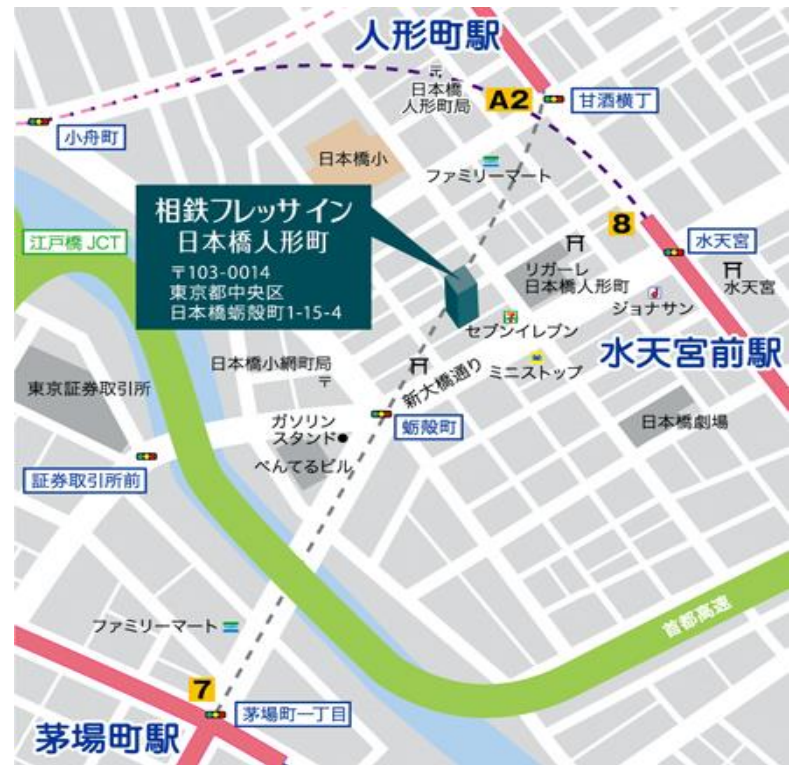 人形町駅
日本橋
人形町局
A2
甘酒横丁
小舟町
日本橋小
ファミリーマート
相鉄フレッサイン
日本橋人形町
〒103-0014
東京都中央区
日本橋蛎殻町1-15-4
江戸橋JCT
8
水天宮
リガーレ
日本橋人形町
水天宮
ジョナサン
セブンイレブン
水天宮前駅
日本橋小網町局
〒
新大橋通り
ミニストップ
東京証券取引所
ガソリン
スタンド
蛎殻町
日本橋劇場
ぺんてるビル
証券取引所前
首都高速
ファミリーマート
7
茅場町一丁目
茅場町駅